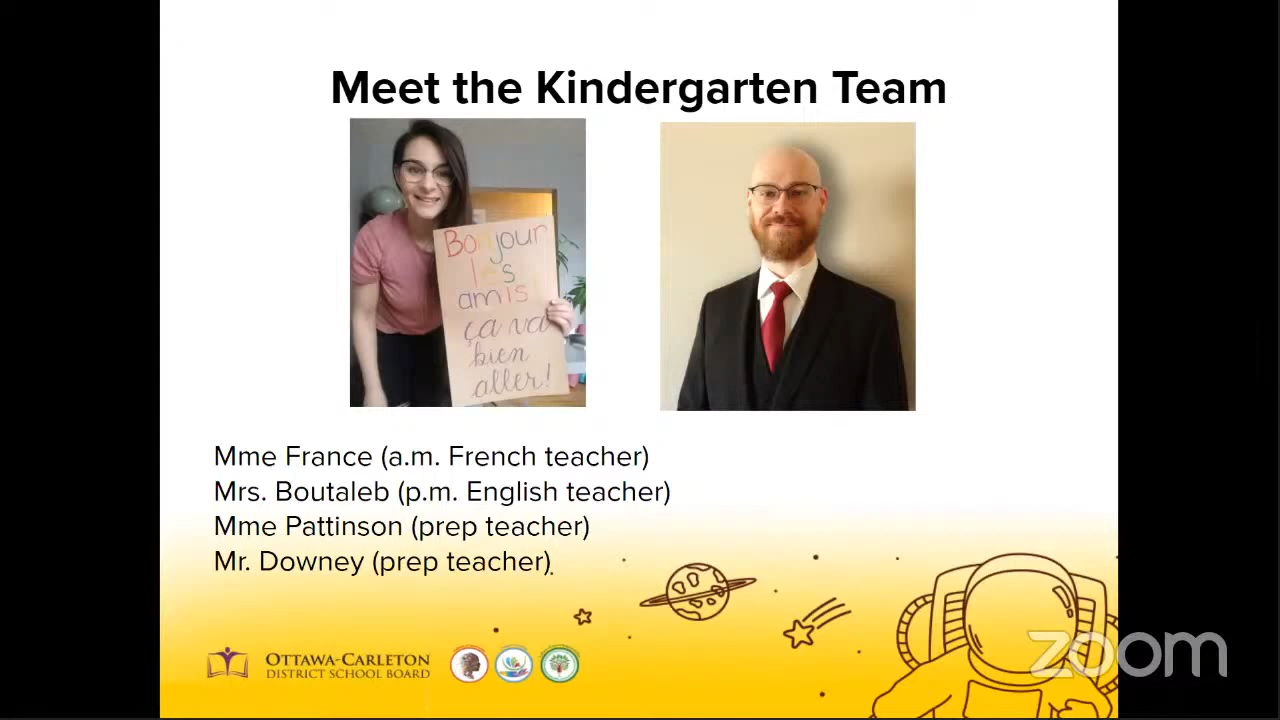 Meet the Kindergarten Team
Bonjour
les
amis
ça va
bien
aller!
Mme France (a.m. French teacher)
Mrs. Boutaleb (p.m. English teacher)
Mme Pattinson (prep teacher)
Mr. Downey (prep teacher).
OTTAWA-CARLETON
DISTRICT SCHOOL BOARD
zoom